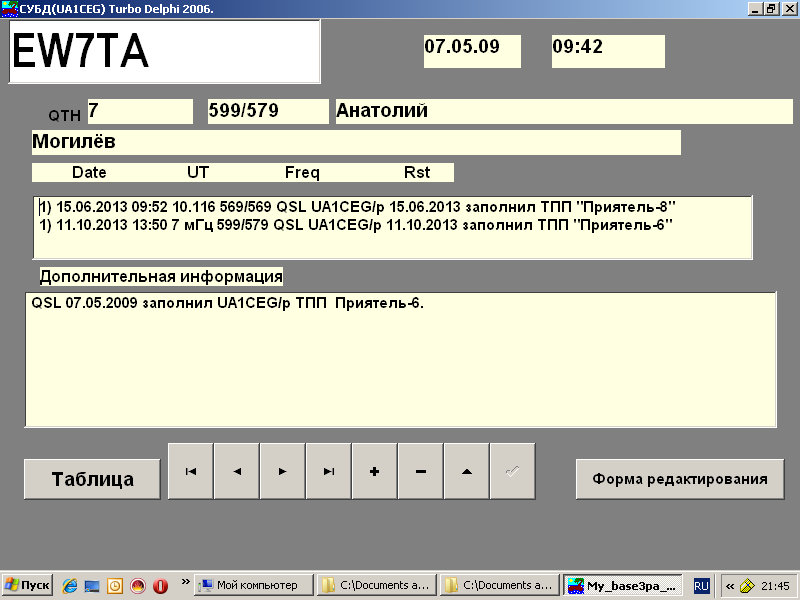 СУБД(UA1CEG) Turbo Delphi 2006.
EW7TA
07.05.09 09:42
QTH 7 599/579 Анатолий
Могилёв
Date UT Freq Rst
1) 15.06.2013 09:52 10.116 569/569 QSL UA1CEG/p 15.06.2013 заполнил ТПП "Приятель-8"
1) 11.10.2013 13:50 7 мГц 599/579 QSL UA1CEG/p 11.10.2013 заполнил ТПП "Приятель-6"
Дополнительная информация
QSL 07.05.2009 заполнил UA1CEG/p ТПП Приятель-6.
Таблица
Форма редактирования
Пуск » Мой компьютер C:\Documents a... C:\Documents a... My_base3pa_... RU « 21:45